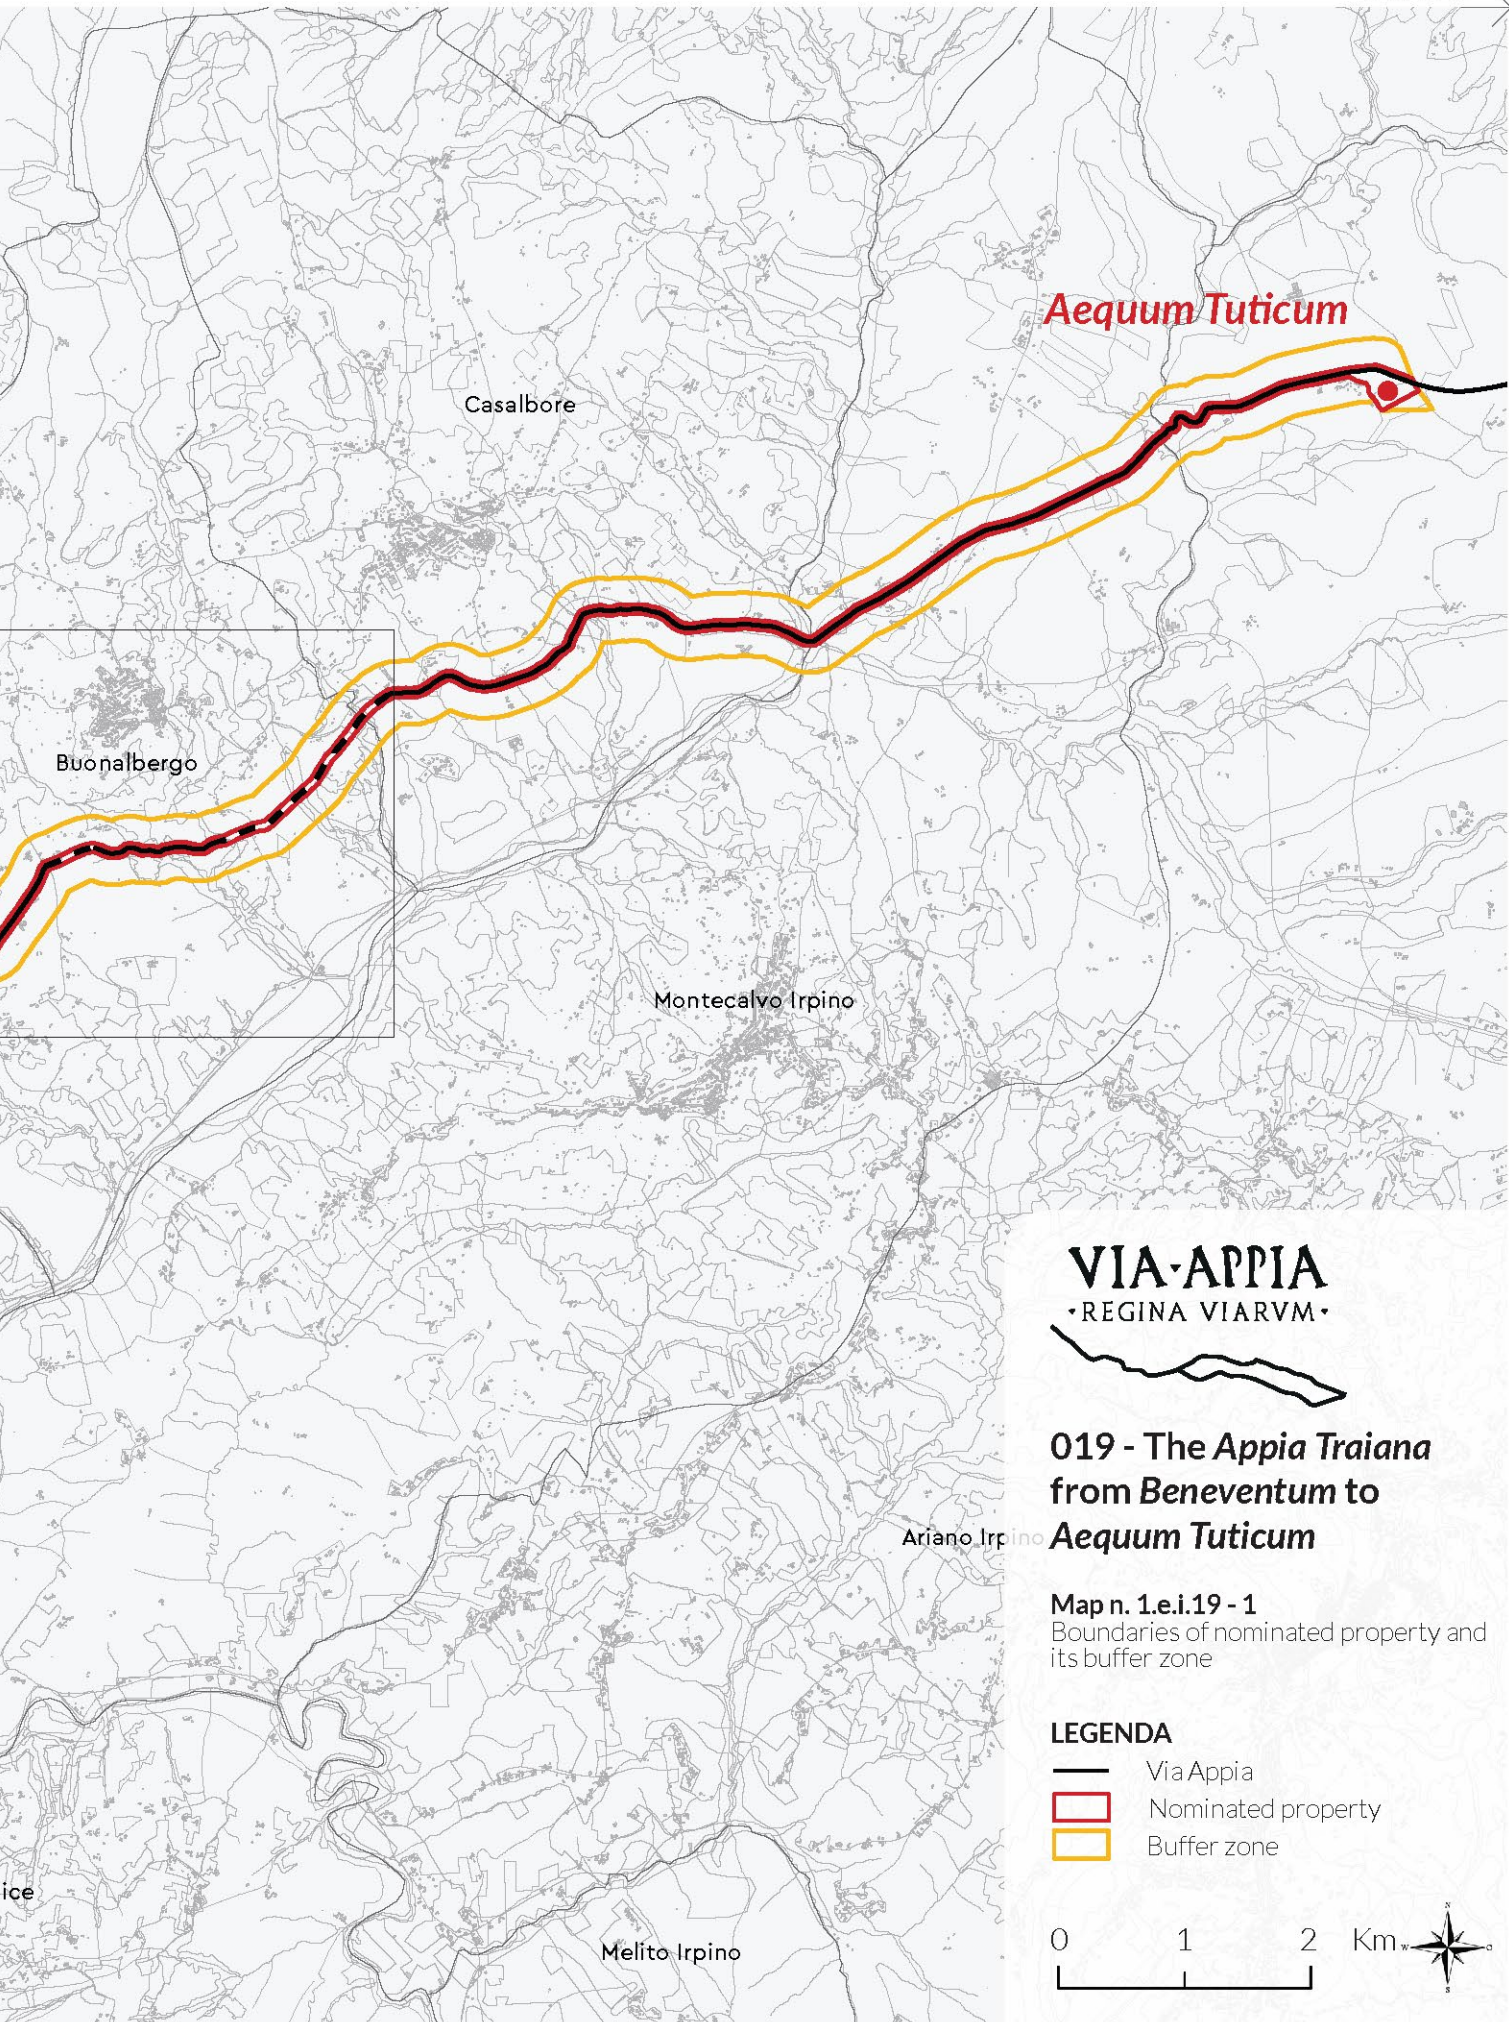 Aequum Tuticum
Casalbore
Buonalbergo
Montecalvo Irpino
VIA·APPIA
·REGINA VIARVM·
019 - The Appia Traiana
from Beneventum to
Aequum Tuticum
Ariano Irpino
Map n. 1.e.i.19 - 1
Boundaries of nominated property and
its buffer zone
LEGENDA
Via Appia
Nominated property
Buffer zone
ice
Melito Irpino
0 1 2 Km
N
W
S